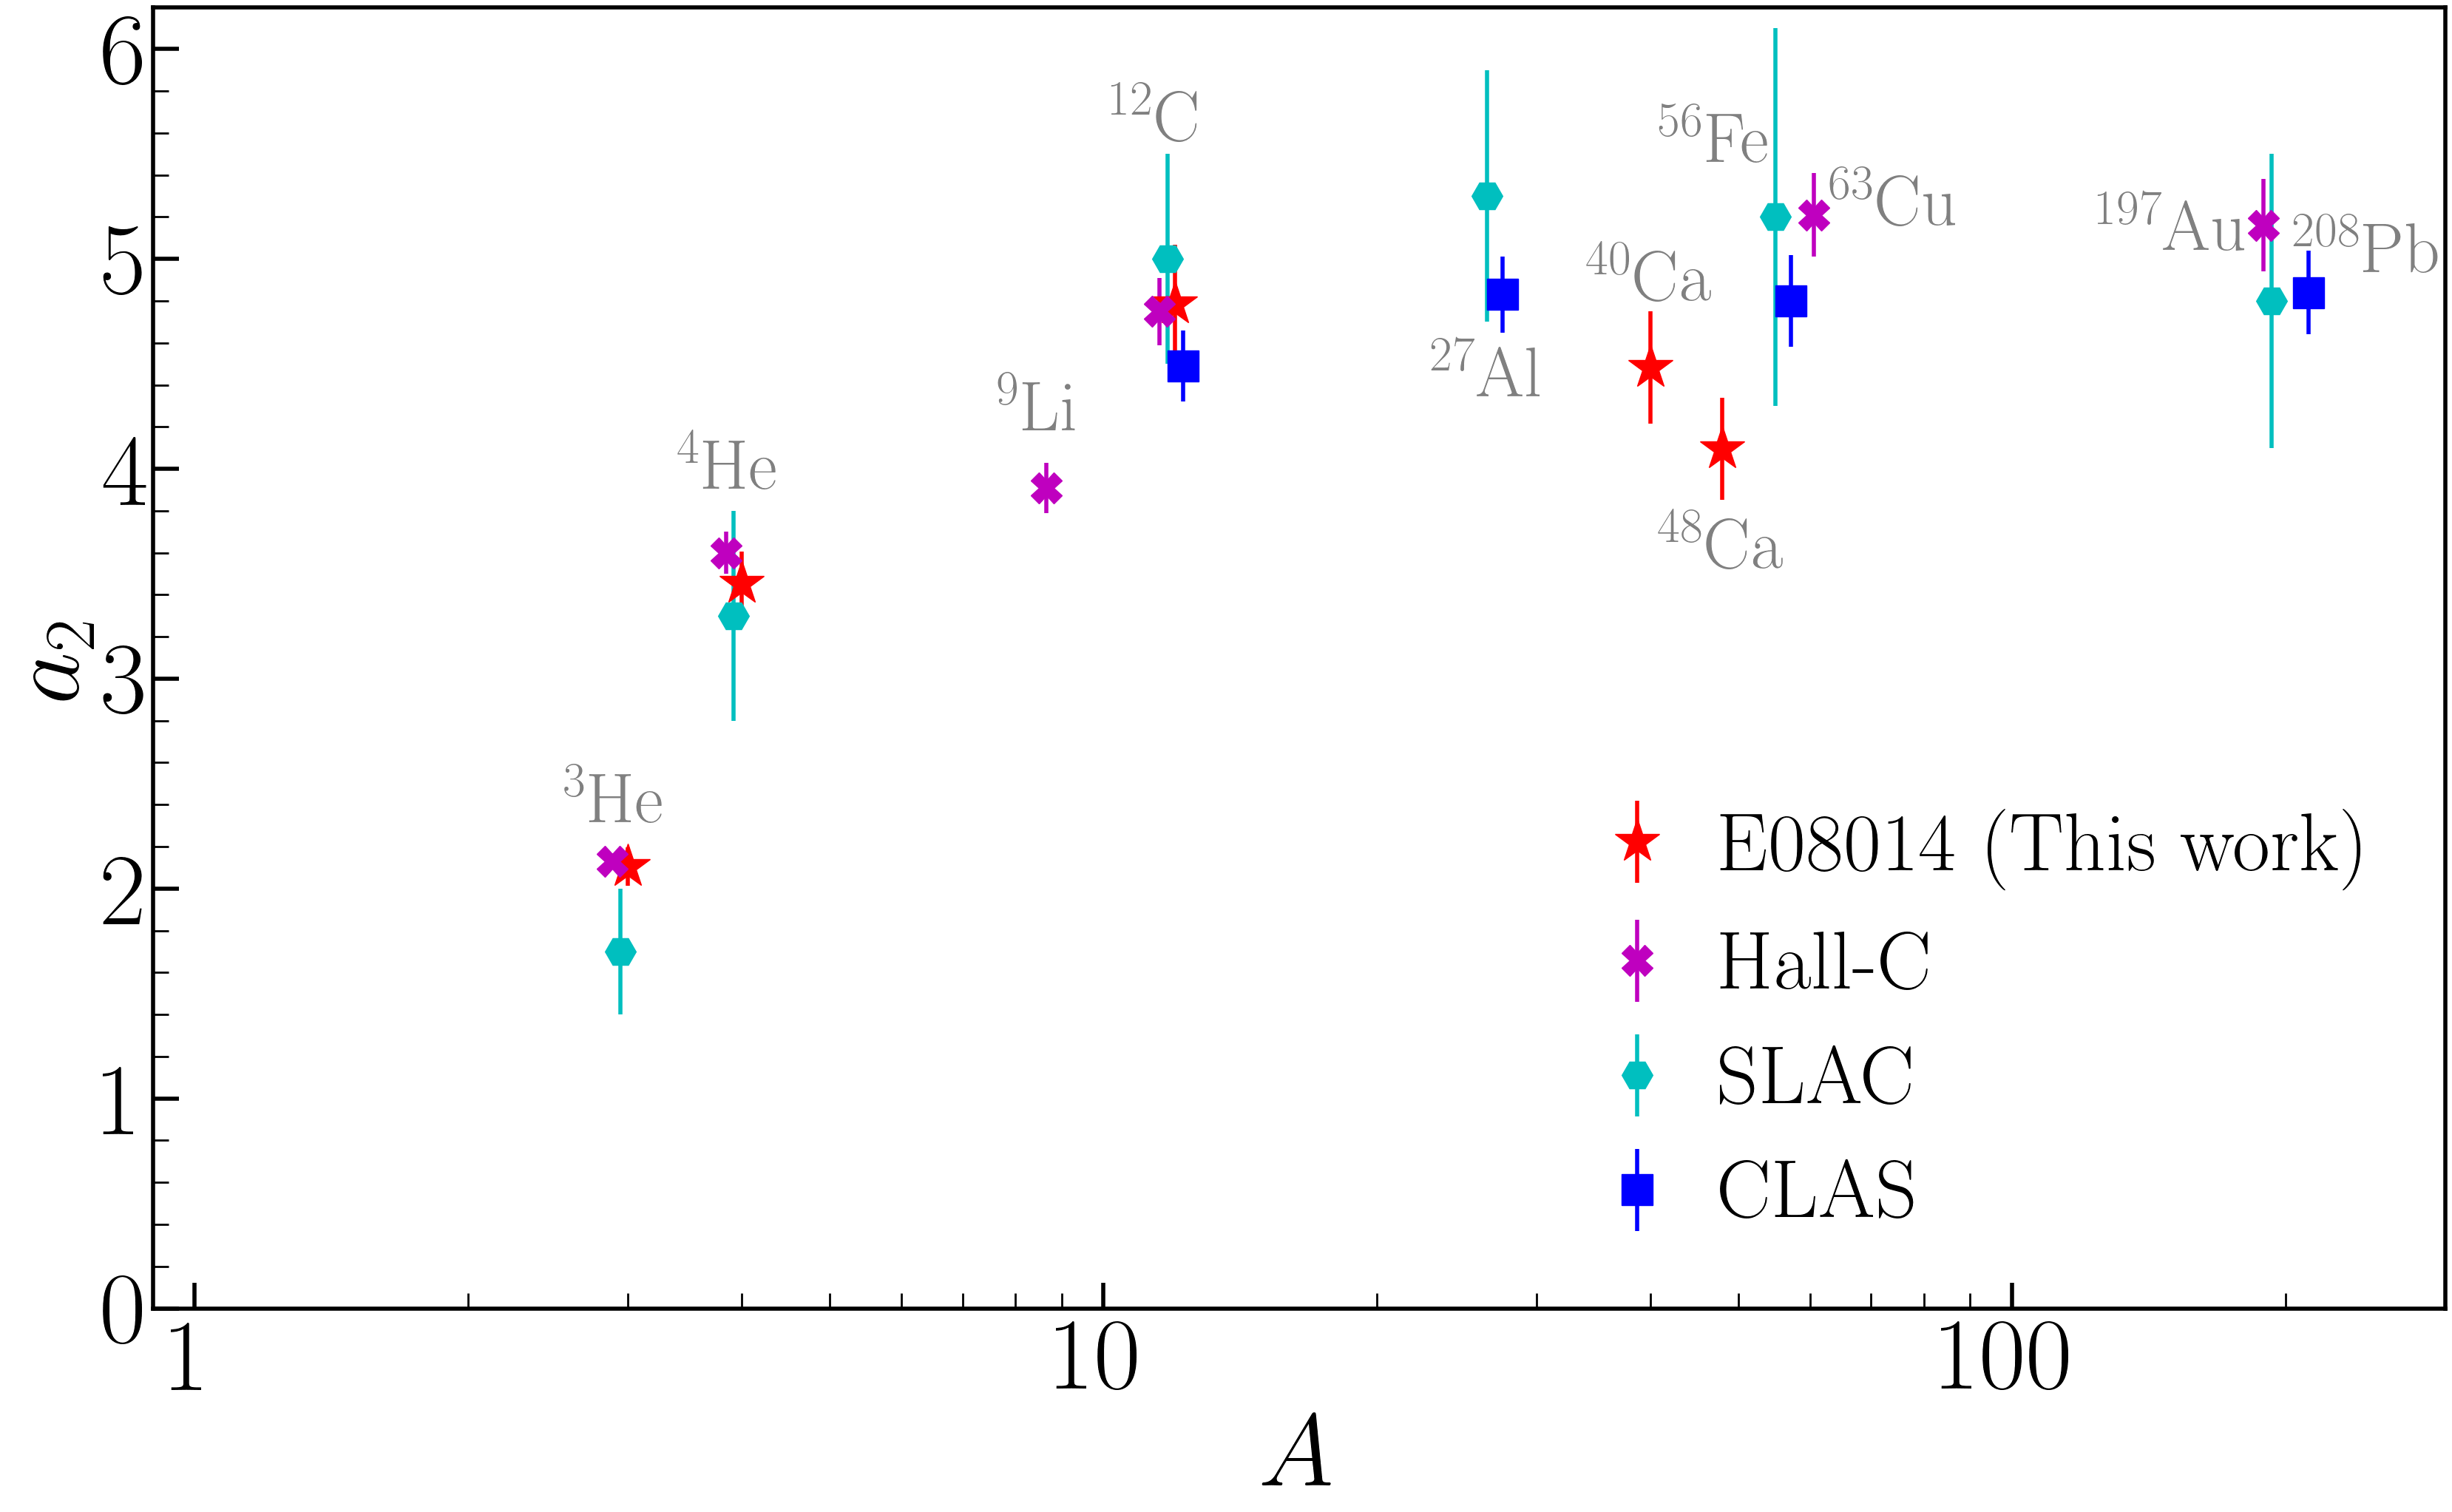 6
5
4
3
2
1
0
a₂
¹²C
⁵⁶Fe
⁶³Cu
¹⁹⁷Au
²⁰⁸Pb
⁴⁰Ca
²⁷Al
⁹Li
⁴He
⁴⁸Ca
³He
E08014 (This work)
Hall-C
SLAC
CLAS
1
10
100
A